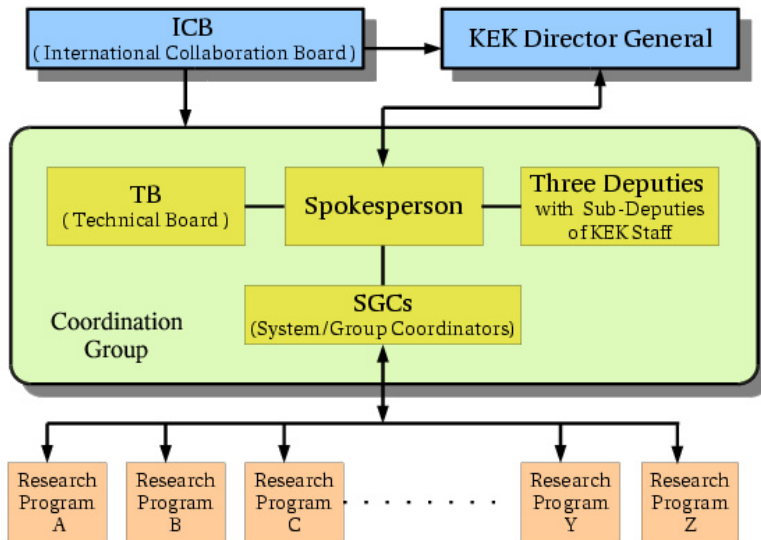 ICB
( International Collaboration Board )
KEK Director General
TB
( Technical Board )
Spokesperson
Three Deputies
with Sub-Deputies
of KEK Staff
SGCs
(System/Group Coordinators)
Coordination
Group
Research
Program
A
Research
Program
B
Research
Program
C
. . . . . . . . . .
Research
Program
Y
Research
Program
Z